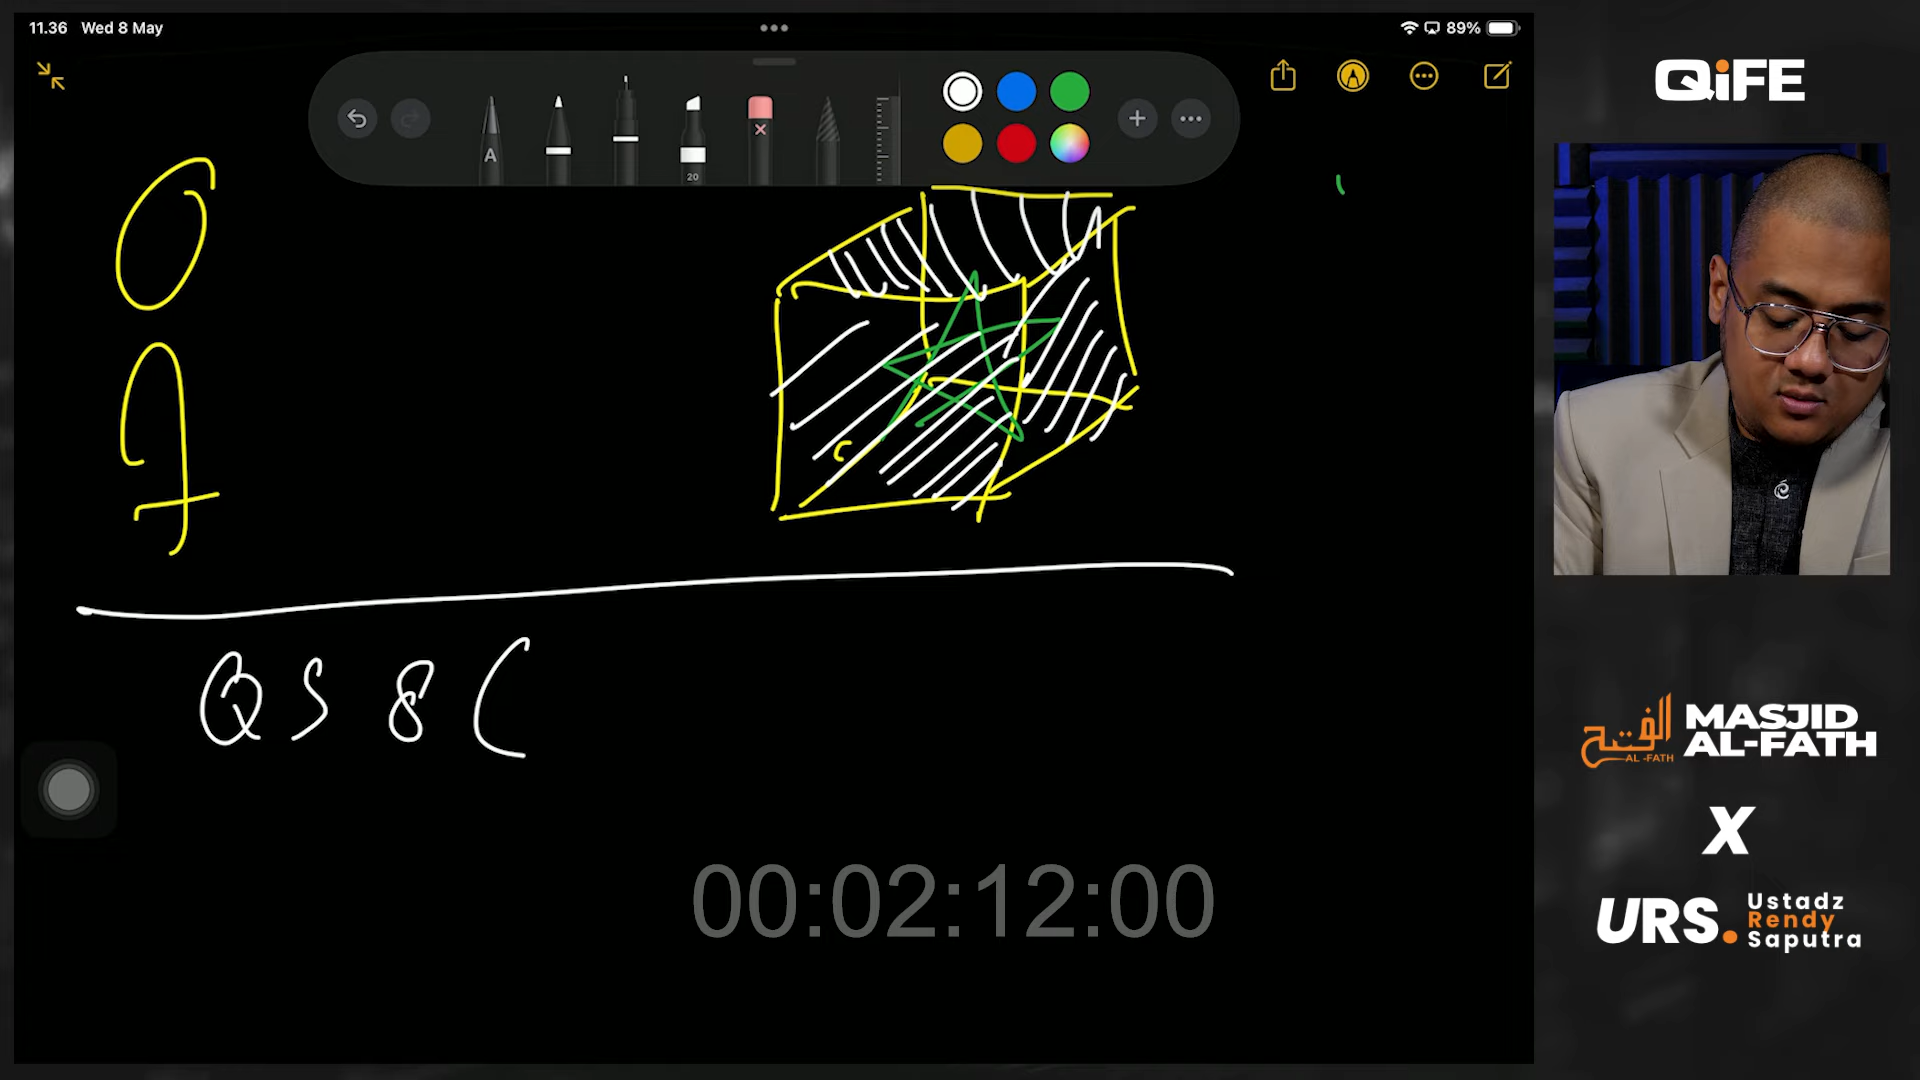 11.36 Wed 8 May
89%
A
20
QS 8 (
00:02:12:00
QiFE
الفتح
AL-FATH
MASJID
AL-FATH
X
URS.
Ustadz
Rendy
Saputra